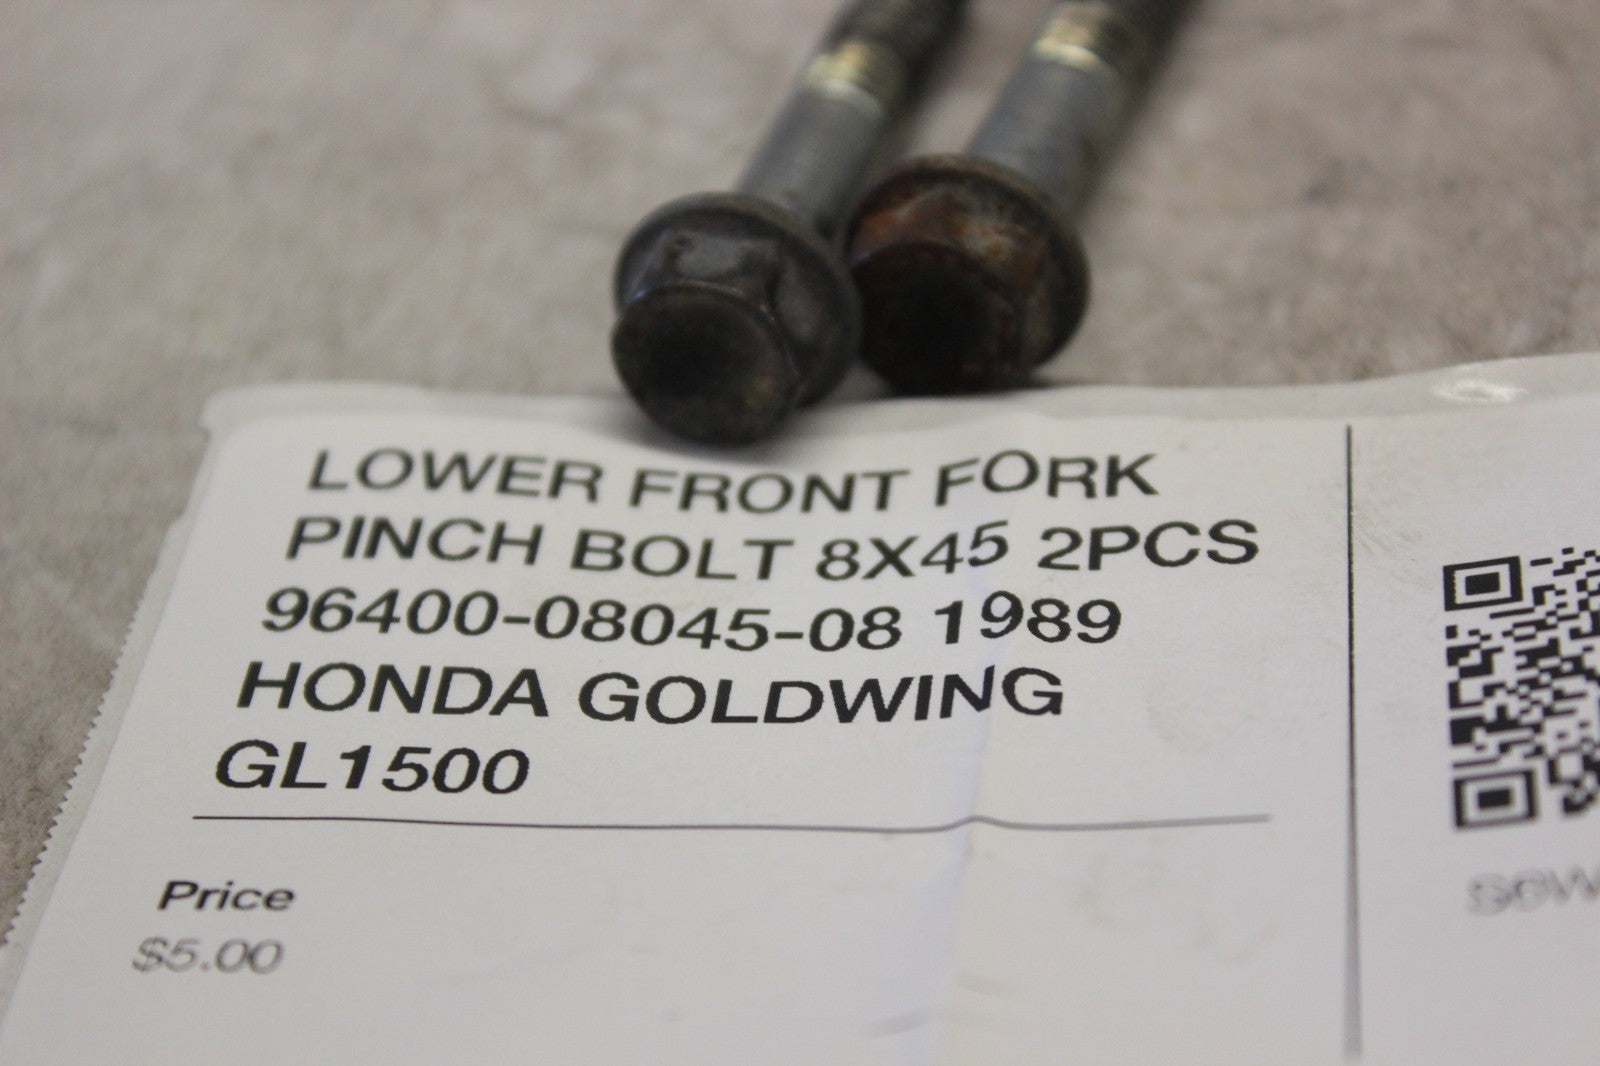 LOWER FRONT FORK
PINCH BOLT 8X45 2PCS
96400-08045-08 1989
HONDA GOLDWING
GL1500
Price
$5.00